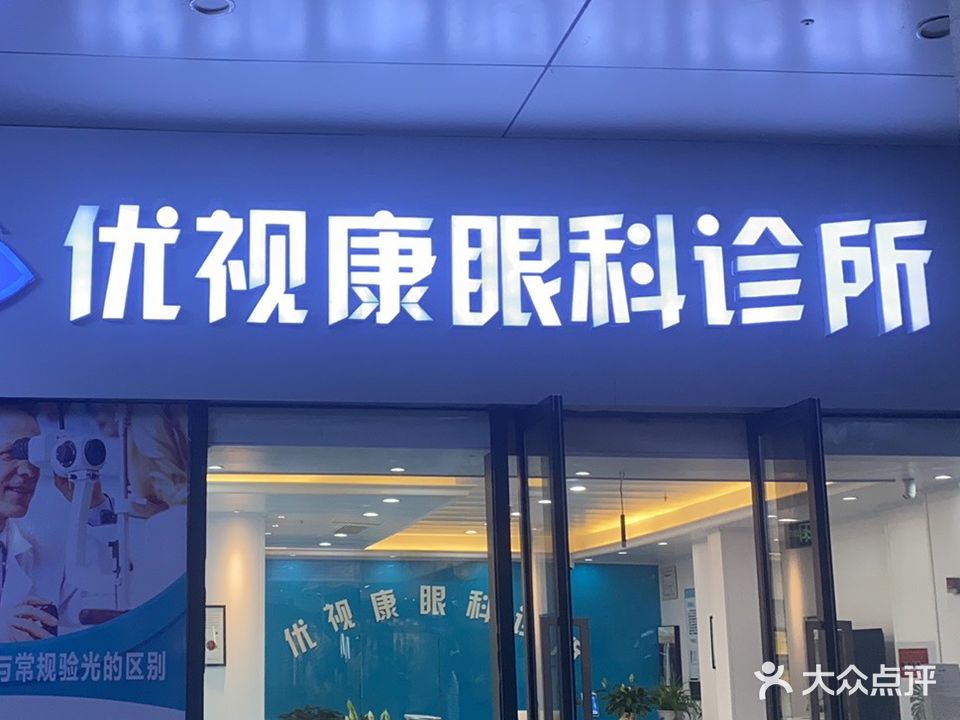 优视康眼科诊所
优视康眼科
与常规验光的区别
大众点评